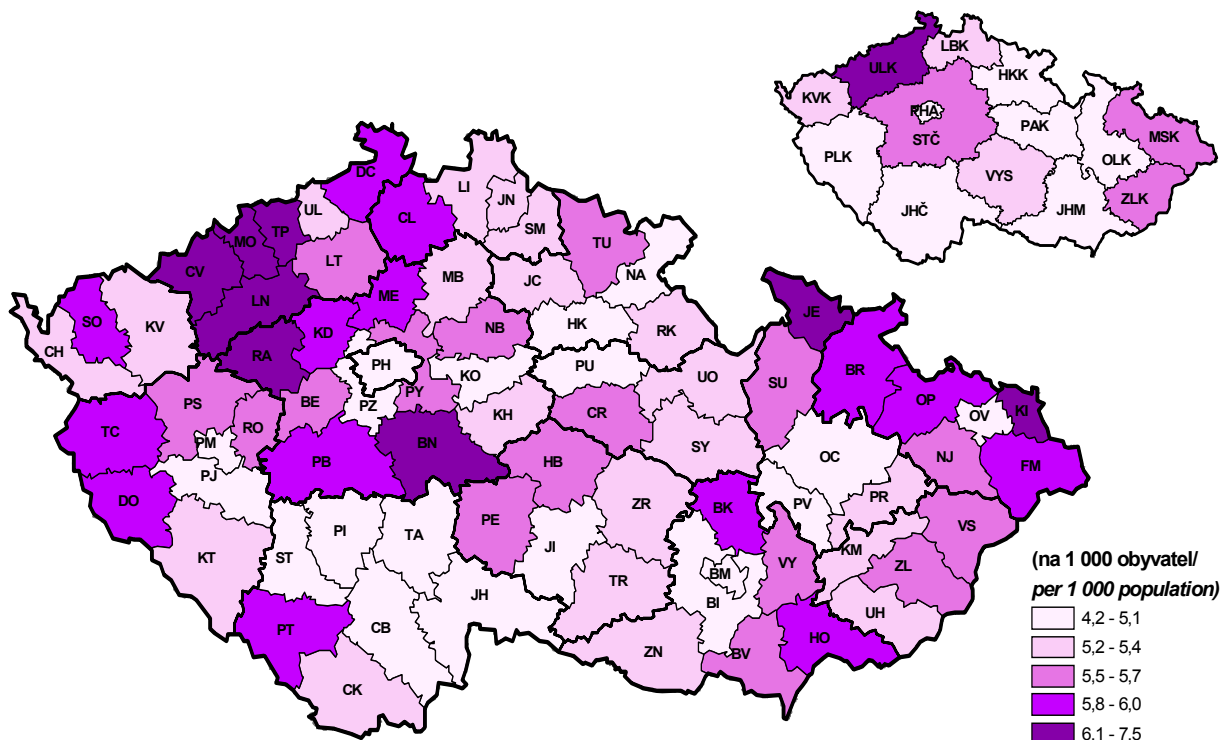 LBK
ULK
HKK
KVK
PHA
PAK
MSK
STČ
PLK
OLK
VYS
ZLK
JHČ
JHM
DC
LI
JN
UL
CL
SM
TP
MO
TU
LT
CV
MB
NA
JC
LN
ME
SO
KV
NB
HK
RK
KD
JE
CH
RA
PH
PU
KO
BR
UO
SU
PY
PS
BE
PZ
OP
KI
CR
KH
OV
RO
TC
PM
BN
SY
OC
NJ
FM
PB
HB
PJ
PR
DO
ZR
BK
PV
PE
VS
PI
TA
KM
JI
KT
ST
VY
ZL
BM
TR
JH
BI
UH
PT
CB
HO
ZN
BV
CK
(na 1 000 obyvatel/
per 1 000 population)
4,2 - 5,1
5,2 - 5,4
5,5 - 5,7
5,8 - 6,0
6,1 - 7,5